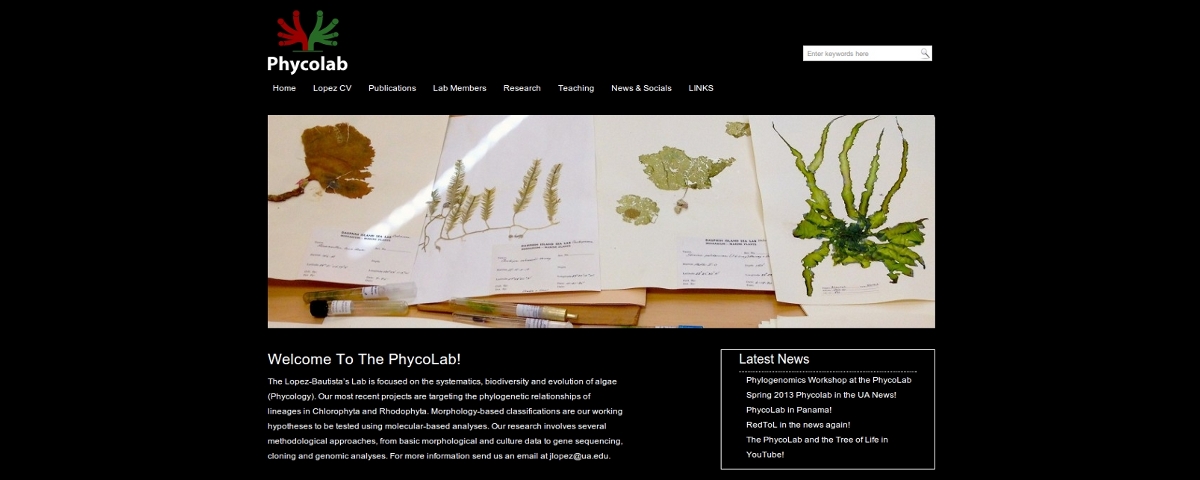 Phycolab
Enter keywords here
Home Lopez CV Publications Lab Members Research Teaching News & Socials LINKS
Welcome To The PhycoLab!
The Lopez-Bautista's Lab is focused on the systematics, biodiversity and evolution of algae
(Phycology). Our most recent projects are targeting the phylogenetic relationships of
lineages in Chlorophyta and Rhodophyta. Morphology-based classifications are our working
hypotheses to be tested using molecular-based analyses. Our research involves several
methodological approaches, from basic morphological and culture data to gene sequencing,
cloning and genomic analyses. For more information send us an email at jlopez@ua.edu.
Latest News
Phylogenomics Workshop at the PhycoLab
Spring 2013 Phycolab in the UA News!
PhycoLab in Panama!
RedToL in the news again!
The PhycoLab and the Tree of Life in
YouTube!